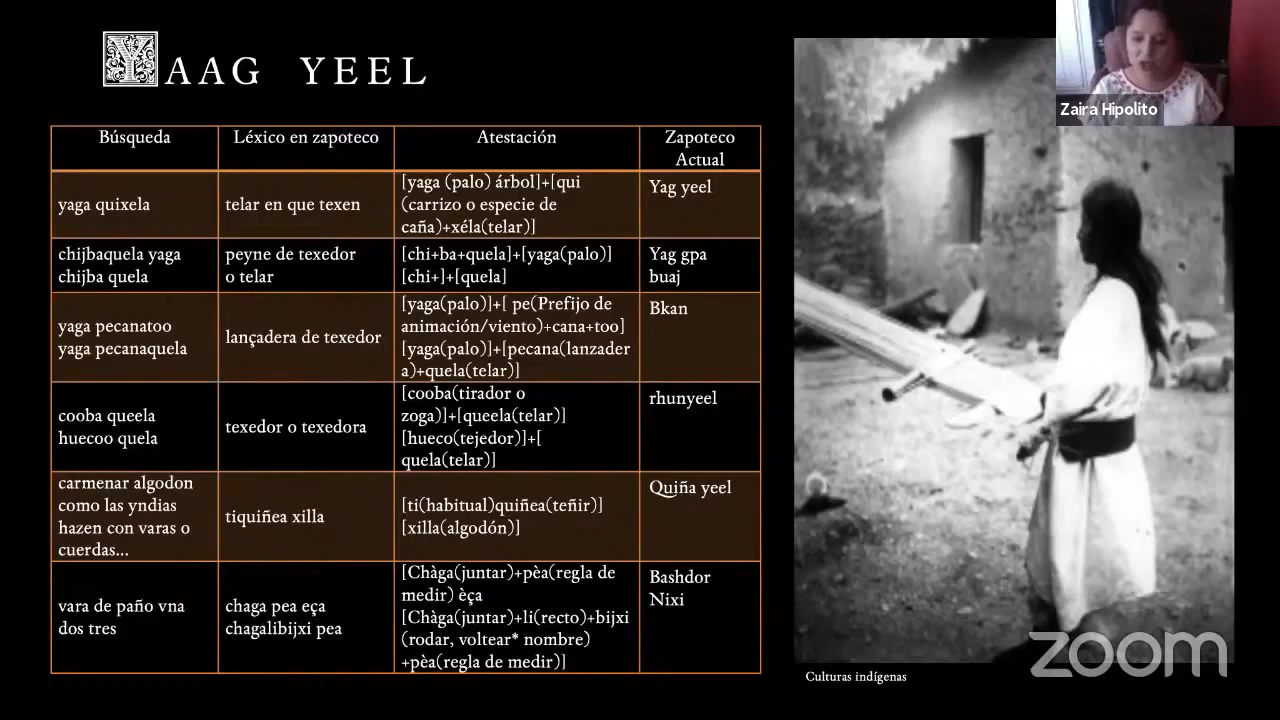 YAAG YEEL
Zaira Hipolito
Búsqueda
Léxico en zapoteco
Atestación
Zapoteco
Actual
yaga quixela
telar en que texen
[yaga (palo) árbol]+[qui
(carrizo o especie de
caña)+xéla(telar)]
Yag yeel
chijbaquela yaga
chijba quela
peyne de texedor
o telar
[chi+ba+quela]+[yaga(palo)]
[chi+]+[quela]
Yag gpa
buaj
yaga pecanatoo
yaga pecanaquela
lançadera de texedor
[yaga(palo)]+[ pe(Prefijo de
animación/viento)+cana+too]
[yaga(palo)]+[pecana(lanzader
a)+quela(telar)]
Bkan
cooba queela
huecoo quela
texedor o texedora
[cooba(tirador o
zoga)]+[queela(telar)]
[hueco(tejedor)]+[
quela(telar)]
rhunyeel
carmenar algodon
como las yndias
hazen con varas o
cuerdas...
tiquiñea xilla
[ti(habitual)quiñea(teñir)]
[xilla(algodón)]
Quiña yeel
vara de paño vna
dos tres
chaga pea eça
chagalibijxi pea
[Chàga(juntar)+pèa(regla de
medir) èça
[Chàga(juntar)+li(recto)+bijxi
(rodar, voltear* nombre)
+pèa(regla de medir)]
Bashdor
Nixi
Culturas indígenas
zoom